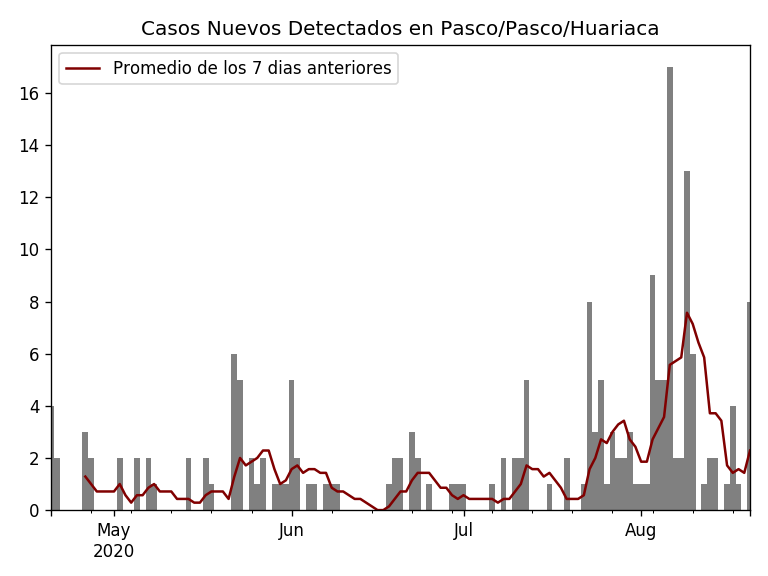 Casos Nuevos Detectados en Pasco/Pasco/Huariaca
Promedio de los 7 dias anteriores
16
14
12
10
8
6
4
2
0
May
2020
Jun
Jul
Aug